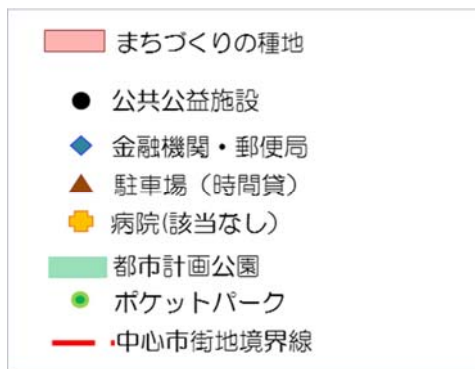 まちづくりの種地
公共公益施設
金融機関・郵便局
駐車場（時間貸）
病院(該当なし）
都市計画公園
ポケットパーク
中心市街地境界線